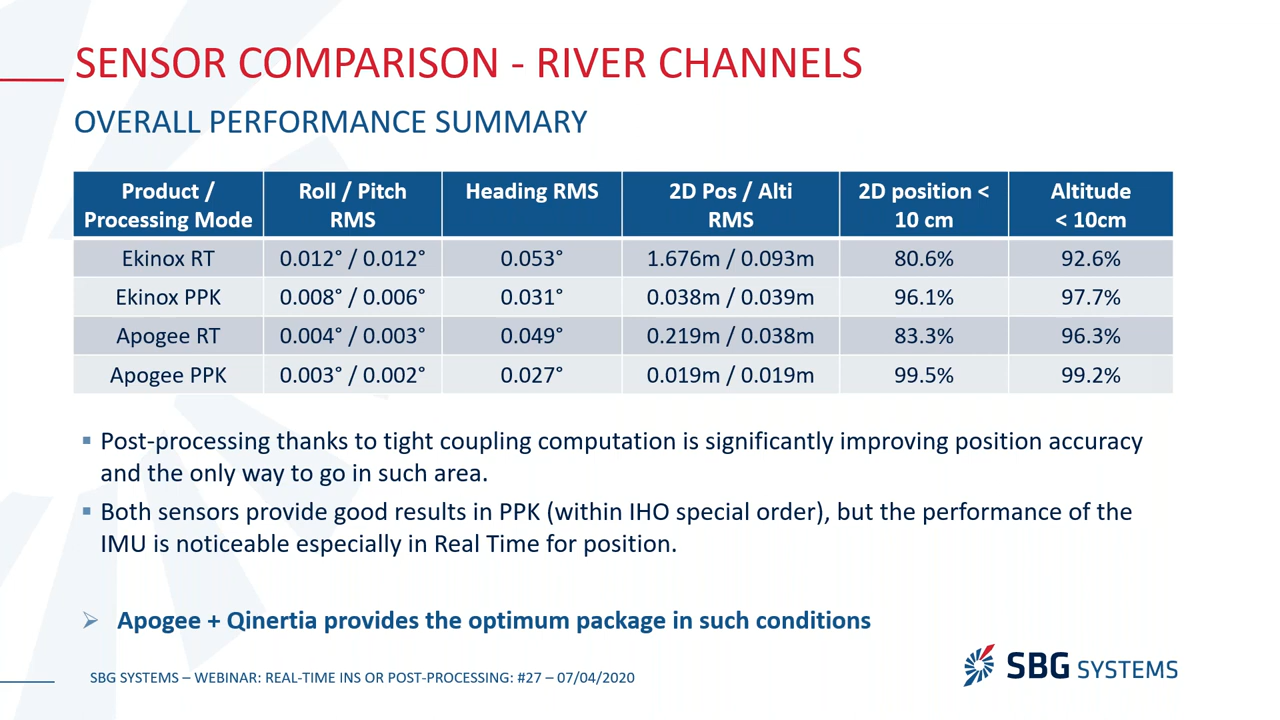 SENSOR COMPARISON - RIVER CHANNELS
OVERALL PERFORMANCE SUMMARY
Product / Processing Mode | Roll / Pitch RMS | Heading RMS | 2D Pos / Alti RMS | 2D position < 10 cm | Altitude < 10cm
Ekinox RT | 0.012° / 0.012° | 0.053° | 1.676m / 0.093m | 80.6% | 92.6%
Ekinox PPK | 0.008° / 0.006° | 0.031° | 0.038m / 0.039m | 96.1% | 97.7%
Apogee RT | 0.004° / 0.003° | 0.049° | 0.219m / 0.038m | 83.3% | 96.3%
Apogee PPK | 0.003° / 0.002° | 0.027° | 0.019m / 0.019m | 99.5% | 99.2%
▪ Post-processing thanks to tight coupling computation is significantly improving position accuracy
and the only way to go in such area.
▪ Both sensors provide good results in PPK (within IHO special order), but the performance of the
IMU is noticeable especially in Real Time for position.
➢ Apogee + Qinertia provides the optimum package in such conditions
SBG SYSTEMS
SBG SYSTEMS – WEBINAR: REAL-TIME INS OR POST-PROCESSING: #27 – 07/04/2020